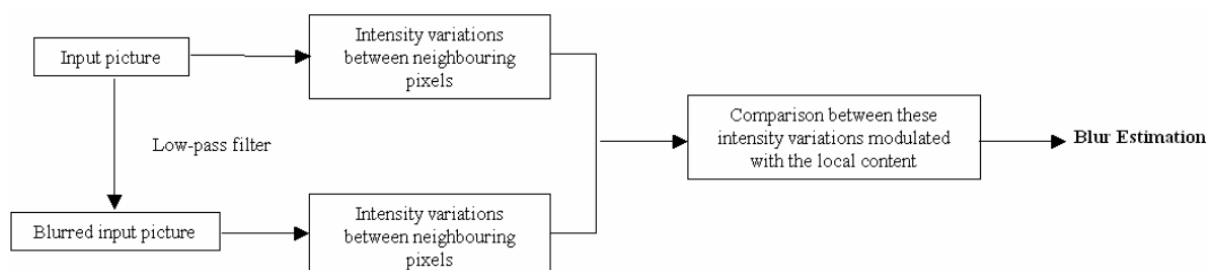 Input picture
Intensity variations
between neighbouring
pixels
Comparison between these
intensity variations modulated
with the local content
Blur Estimation
Low-pass filter
Blurred input picture
Intensity variations
between neighbouring
pixels